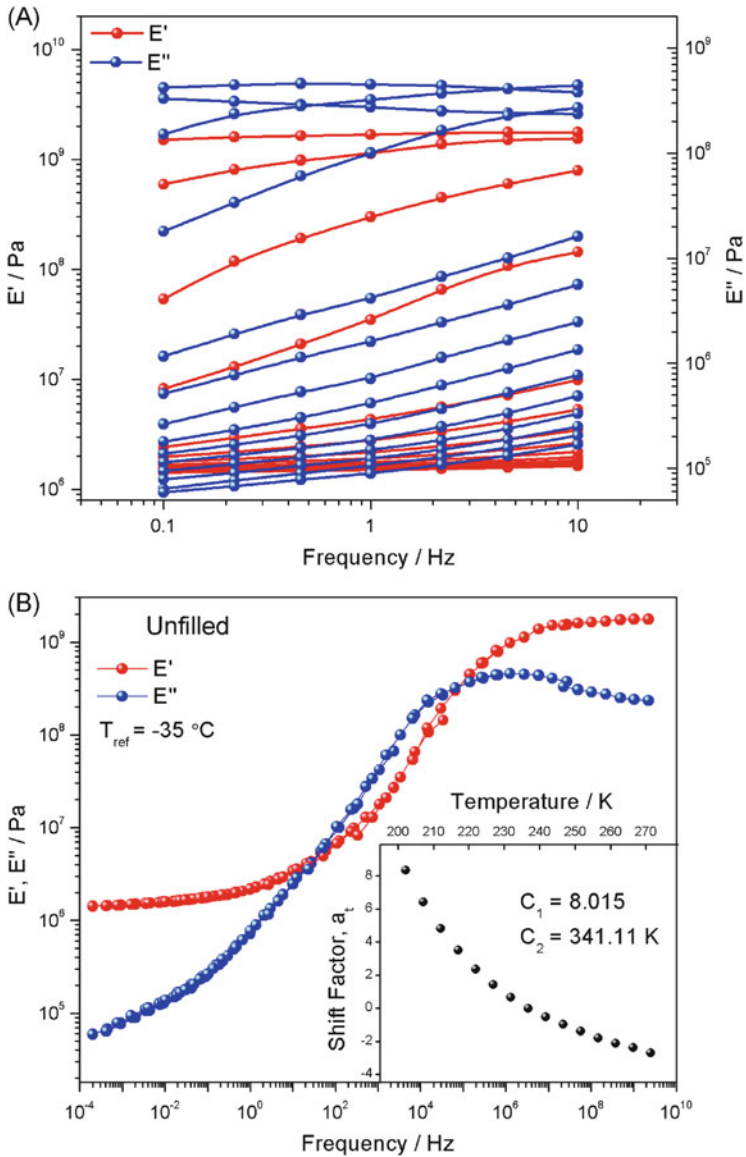 (A)
E'
E''
10^10
10^9
10^8
10^7
10^6
E' / Pa
10^9
10^8
10^7
10^6
10^5
E'' / Pa
0.1 1 10
Frequency / Hz
(B)
Unfilled
E'
E''
T_ref = -35 °C
10^9
10^8
10^7
10^6
10^5
E', E'' / Pa
Temperature / K
200 210 220 230 240 250 260 270
8
6
4
2
0
-2
-4
Shift Factor, a_t
C_1 = 8.015
C_2 = 341.11 K
10^-4 10^-2 10^0 10^2 10^4 10^6 10^8 10^10
Frequency / Hz